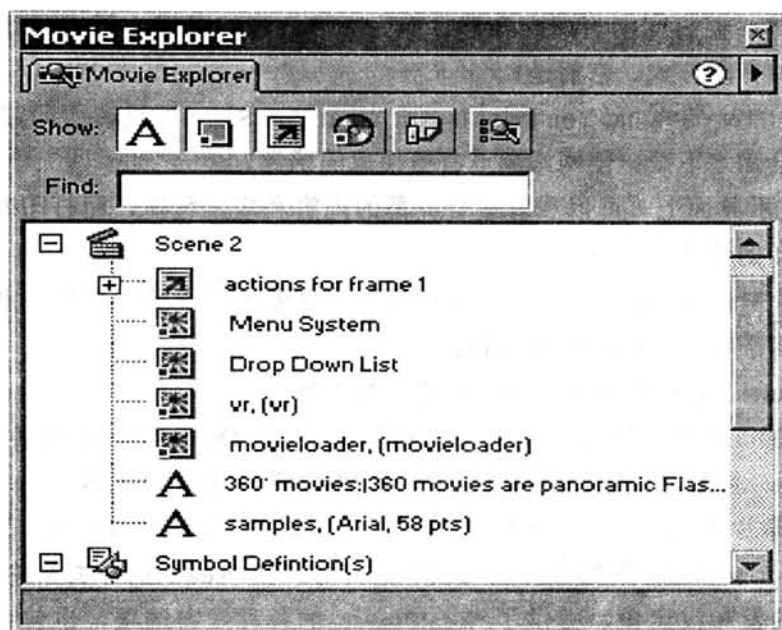 Movie Explorer
Movie Explorer
?
Show: A
Find:
Scene 2
actions for frame 1
Menu System
Drop Down List
vr, (vr)
movieloader, (movieloader)
A 360° movies:|360 movies are panoramic Flas...
A samples, (Arial, 58 pts)
Symbol Defintion(s)